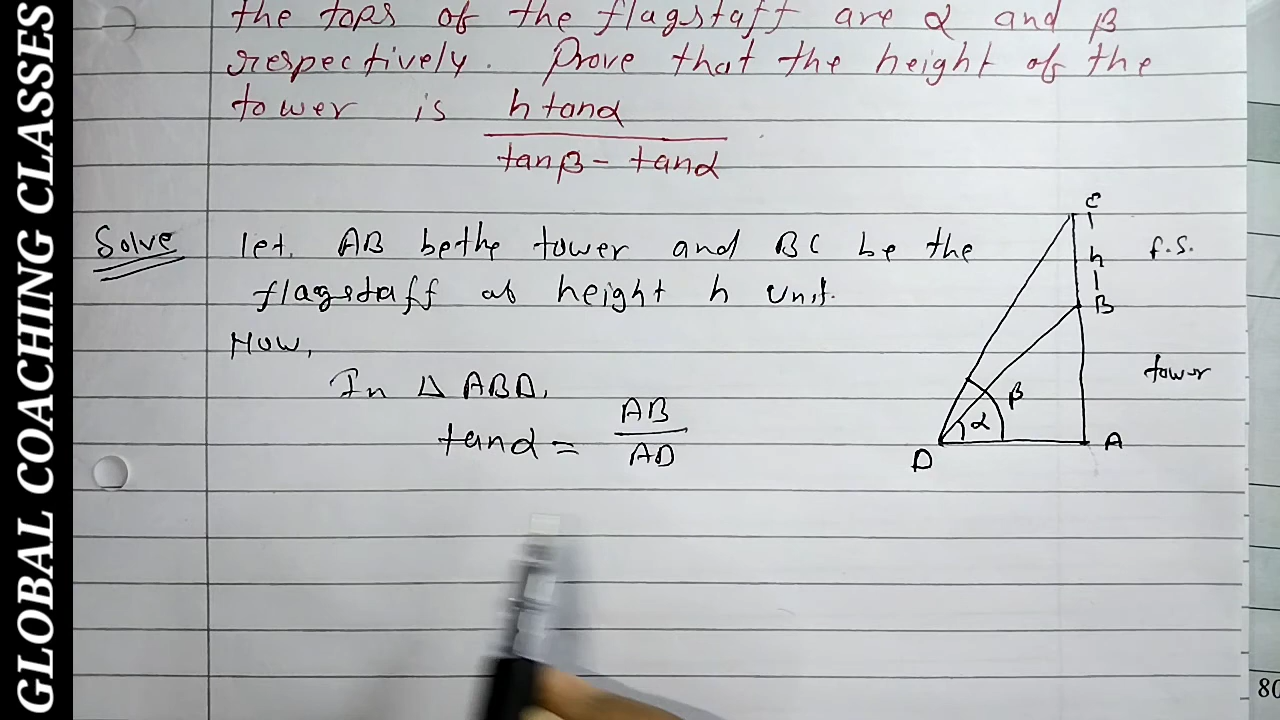 GLOBAL COACHING CLASSES
the tops of the flagstaff are α and β
respectively. Prove that the height of the
tower is h tanα
tanβ - tanα
Solve let. AB be the tower and BC be the
flagstaff of height h unit.
Now,
In △ ABD,
tanα = AB
AD
C
h
f.S.
B
tower
β
α
D
A
80